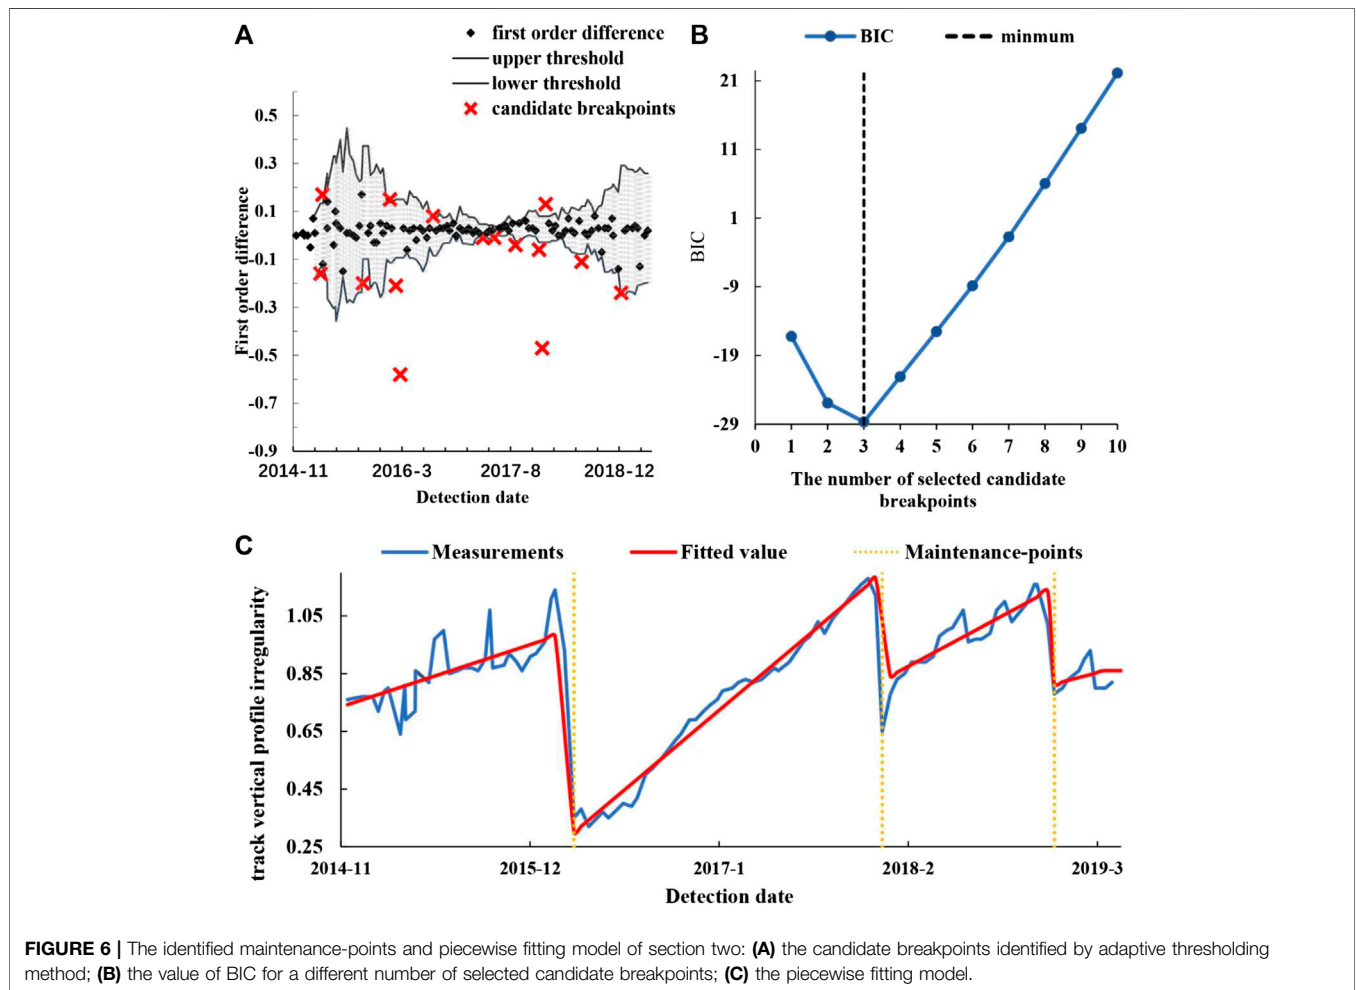 A
first order difference
upper threshold
lower threshold
candidate breakpoints
0.5
0.3
0.1
-0.1
-0.3
-0.5
-0.7
-0.9
First order difference
2014-11 2016-3 2017-8 2018-12
Detection date
B
BIC minmum
21
11
1
-9
-19
-29
BIC
0 1 2 3 4 5 6 7 8 9 10
The number of selected candidate
breakpoints
C
Measurements Fitted value Maintenance-points
1.05
0.85
0.65
0.45
0.25
track vertical profile irregularity
2014-11 2015-12 2017-1 2018-2 2019-3
Detection date
FIGURE 6 | The identified maintenance-points and piecewise fitting model of section two: (A) the candidate breakpoints identified by adaptive thresholding
method; (B) the value of BIC for a different number of selected candidate breakpoints; (C) the piecewise fitting model.